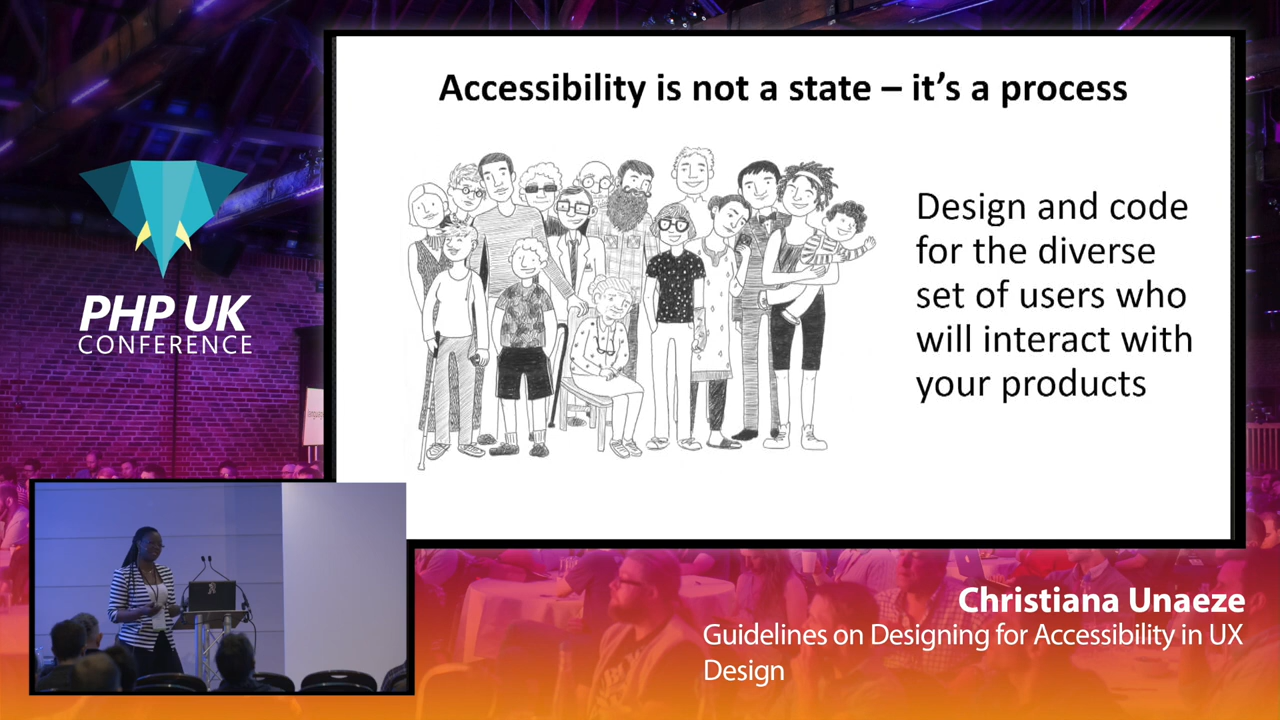 Accessibility is not a state – it's a process
Design and code
for the diverse
set of users who
will interact with
your products
PHP UK
CONFERENCE
Christiana Unaeze
Guidelines on Designing for Accessibility in UX
Design